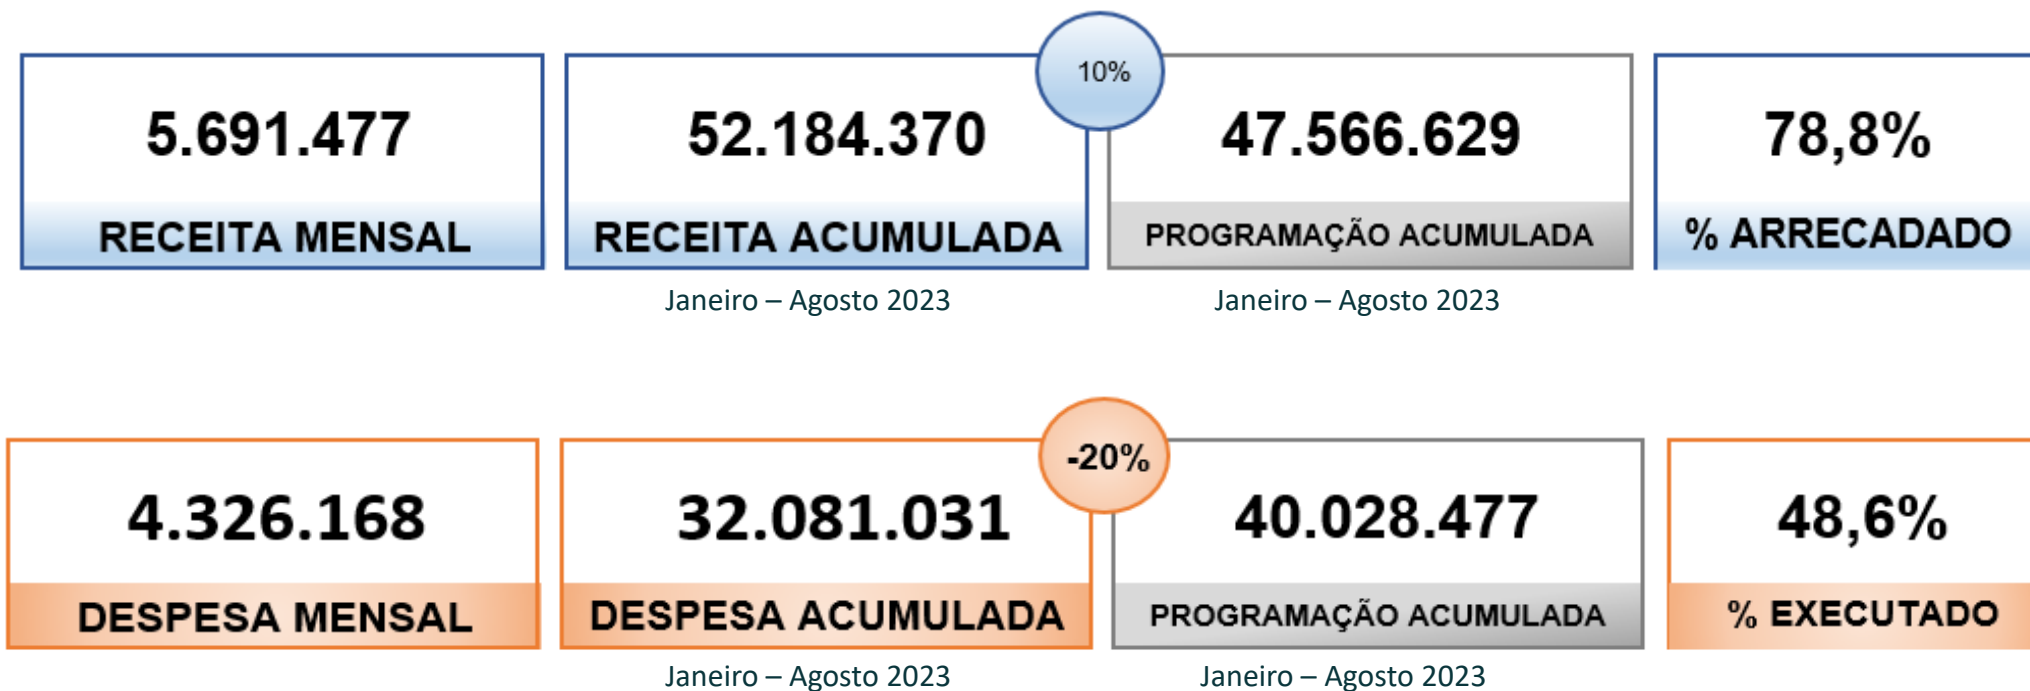 10%
5.691.477
52.184.370
47.566.629
78,8%
RECEITA MENSAL
RECEITA ACUMULADA
PROGRAMAÇÃO ACUMULADA
% ARRECADADO
Janeiro – Agosto 2023
Janeiro – Agosto 2023
-20%
4.326.168
32.081.031
40.028.477
48,6%
DESPESA MENSAL
DESPESA ACUMULADA
PROGRAMAÇÃO ACUMULADA
% EXECUTADO
Janeiro – Agosto 2023
Janeiro – Agosto 2023